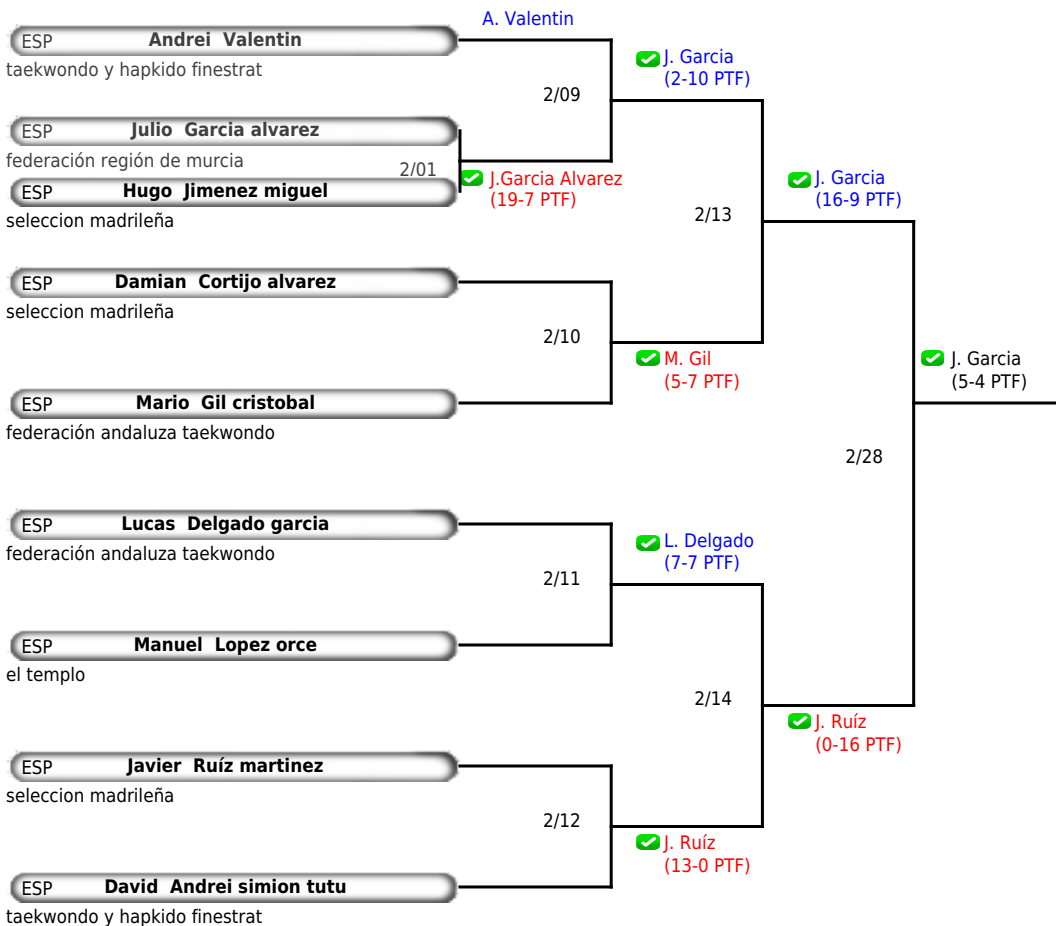 A. Valentin
ESP Andrei Valentin
taekwondo y hapkido finestrat
J. Garcia
(2-10 PTF)
2/09
ESP Julio Garcia alvarez
federación región de murcia
2/01
J.Garcia Alvarez
(19-7 PTF)
ESP Hugo Jimenez miguel
seleccion madrileña
J. Garcia
(16-9 PTF)
2/13
ESP Damian Cortijo alvarez
seleccion madrileña
2/10
M. Gil
(5-7 PTF)
ESP Mario Gil cristobal
federación andaluza taekwondo
J. Garcia
(5-4 PTF)
2/28
ESP Lucas Delgado garcia
federación andaluza taekwondo
L. Delgado
(7-7 PTF)
2/11
ESP Manuel Lopez orce
el templo
2/14
J. Ruíz
(0-16 PTF)
ESP Javier Ruíz martinez
seleccion madrileña
2/12
J. Ruíz
(13-0 PTF)
ESP David Andrei simion tutu
taekwondo y hapkido finestrat